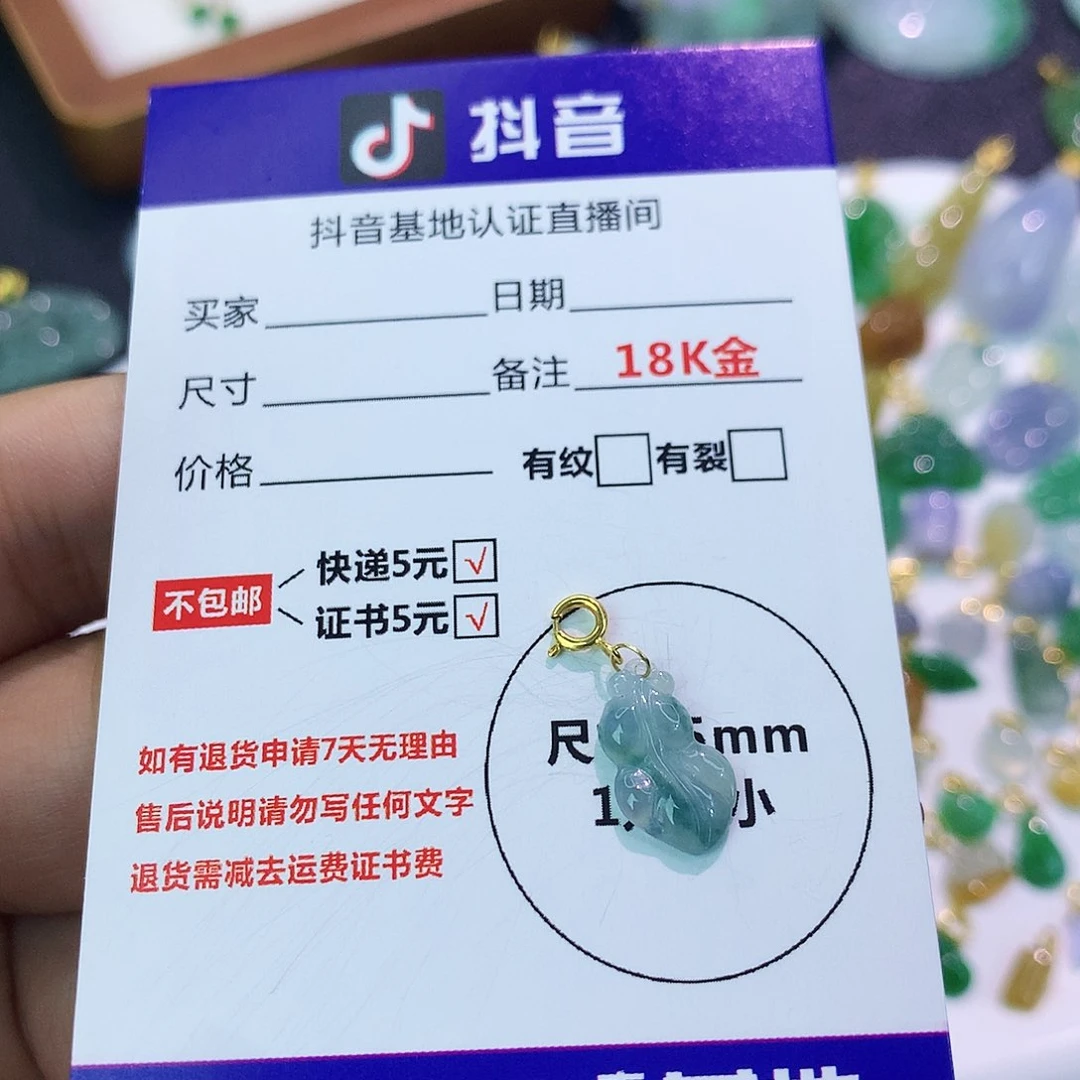 抖音
抖音基地认证直播间
买家 日期
尺寸 备注 18K金
价格 有纹 有裂
不包邮
快递5元 √
证书5元 √
如有退货申请7天无理由
售后说明请勿写任何文字
退货需减去运费证书费
尺 mm
1 小